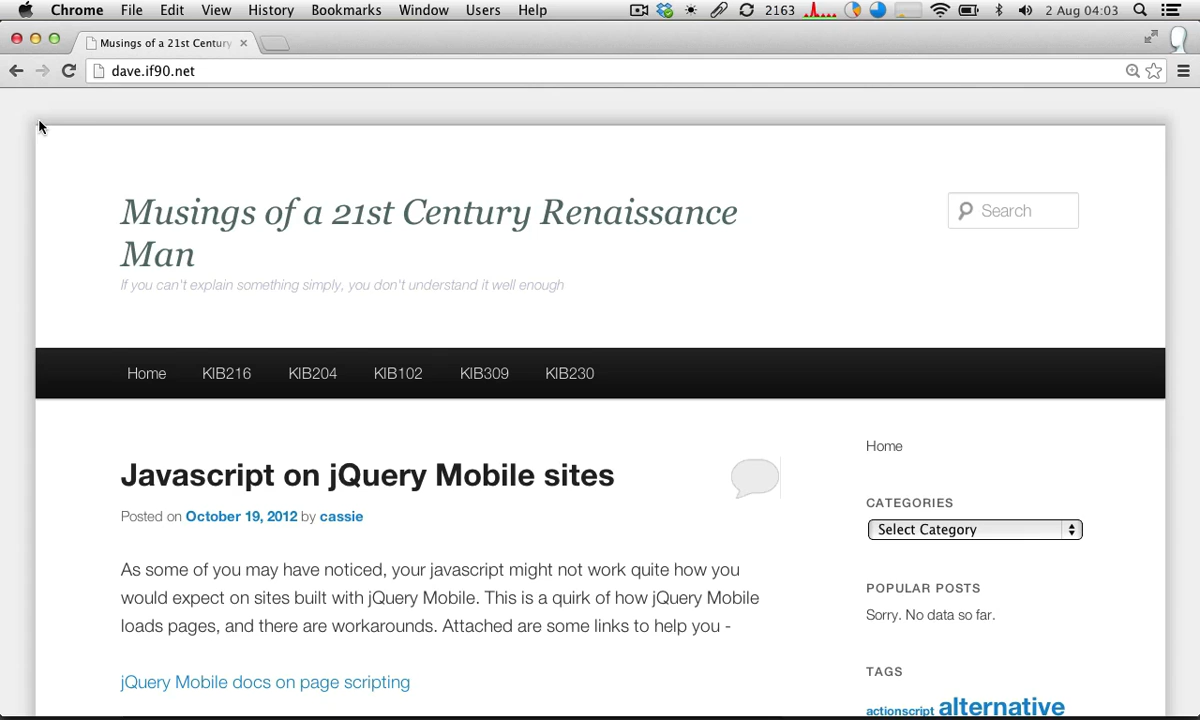 Chrome File Edit View History Bookmarks Window Users Help 2163 2 Aug 04:03
Musings of a 21st Century
dave.if90.net
Musings of a 21st Century Renaissance
Man
Search
If you can't explain something simply, you don't understand it well enough
Home KIB216 KIB204 KIB102 KIB309 KIB230
Javascript on jQuery Mobile sites
Posted on October 19, 2012 by cassie
As some of you may have noticed, your javascript might not work quite how you
would expect on sites built with jQuery Mobile. This is a quirk of how jQuery Mobile
loads pages, and there are workarounds. Attached are some links to help you -
jQuery Mobile docs on page scripting
Home
CATEGORIES
Select Category
POPULAR POSTS
Sorry. No data so far.
TAGS
actionscript alternative